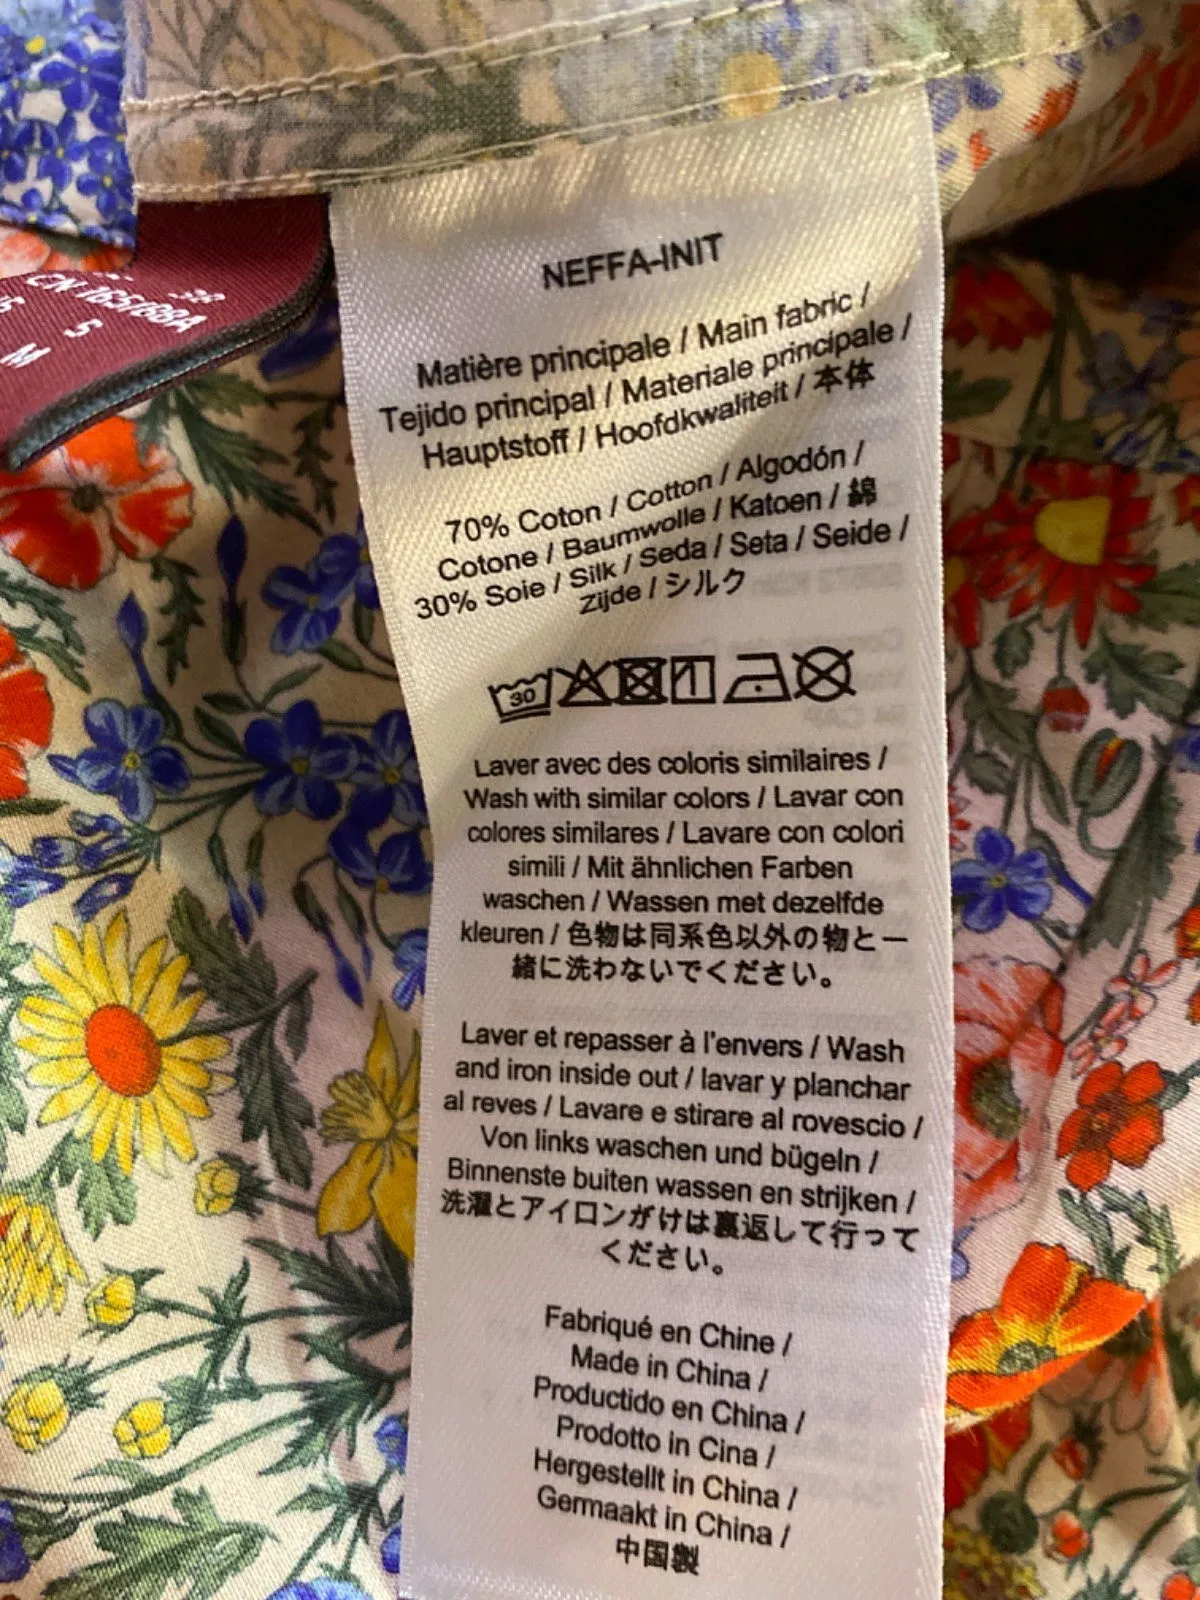 38
CN 165/88A
S
M
NEFFA-INIT
Matière principale / Main fabric /
Tejido principal / Materiale principale /
Hauptstoff / Hoofdkwaliteit / 本体
70% Coton / Cotton / Algodón /
Cotone / Baumwolle / Katoen / 綿
30% Soie / Silk / Seda / Seta / Seide /
Zijde / シルク
30
Laver avec des coloris similaires /
Wash with similar colors / Lavar con
colores similares / Lavare con colori
simili / Mit ähnlichen Farben
waschen / Wassen met dezelfde
kleuren / 色物は同系色以外の物と一
緒に洗わないでください。
Laver et repasser à l'envers / Wash
and iron inside out / lavar y planchar
al reves / Lavare e stirare al rovescio /
Von links waschen und bügeln /
Binnenste buiten wassen en strijken /
洗濯とアイロンがけは裏返して行って
ください。
Fabriqué en Chine /
Made in China /
Productido en China /
Prodotto in Cina /
Hergestellt in China /
Germaakt in China /
中国製